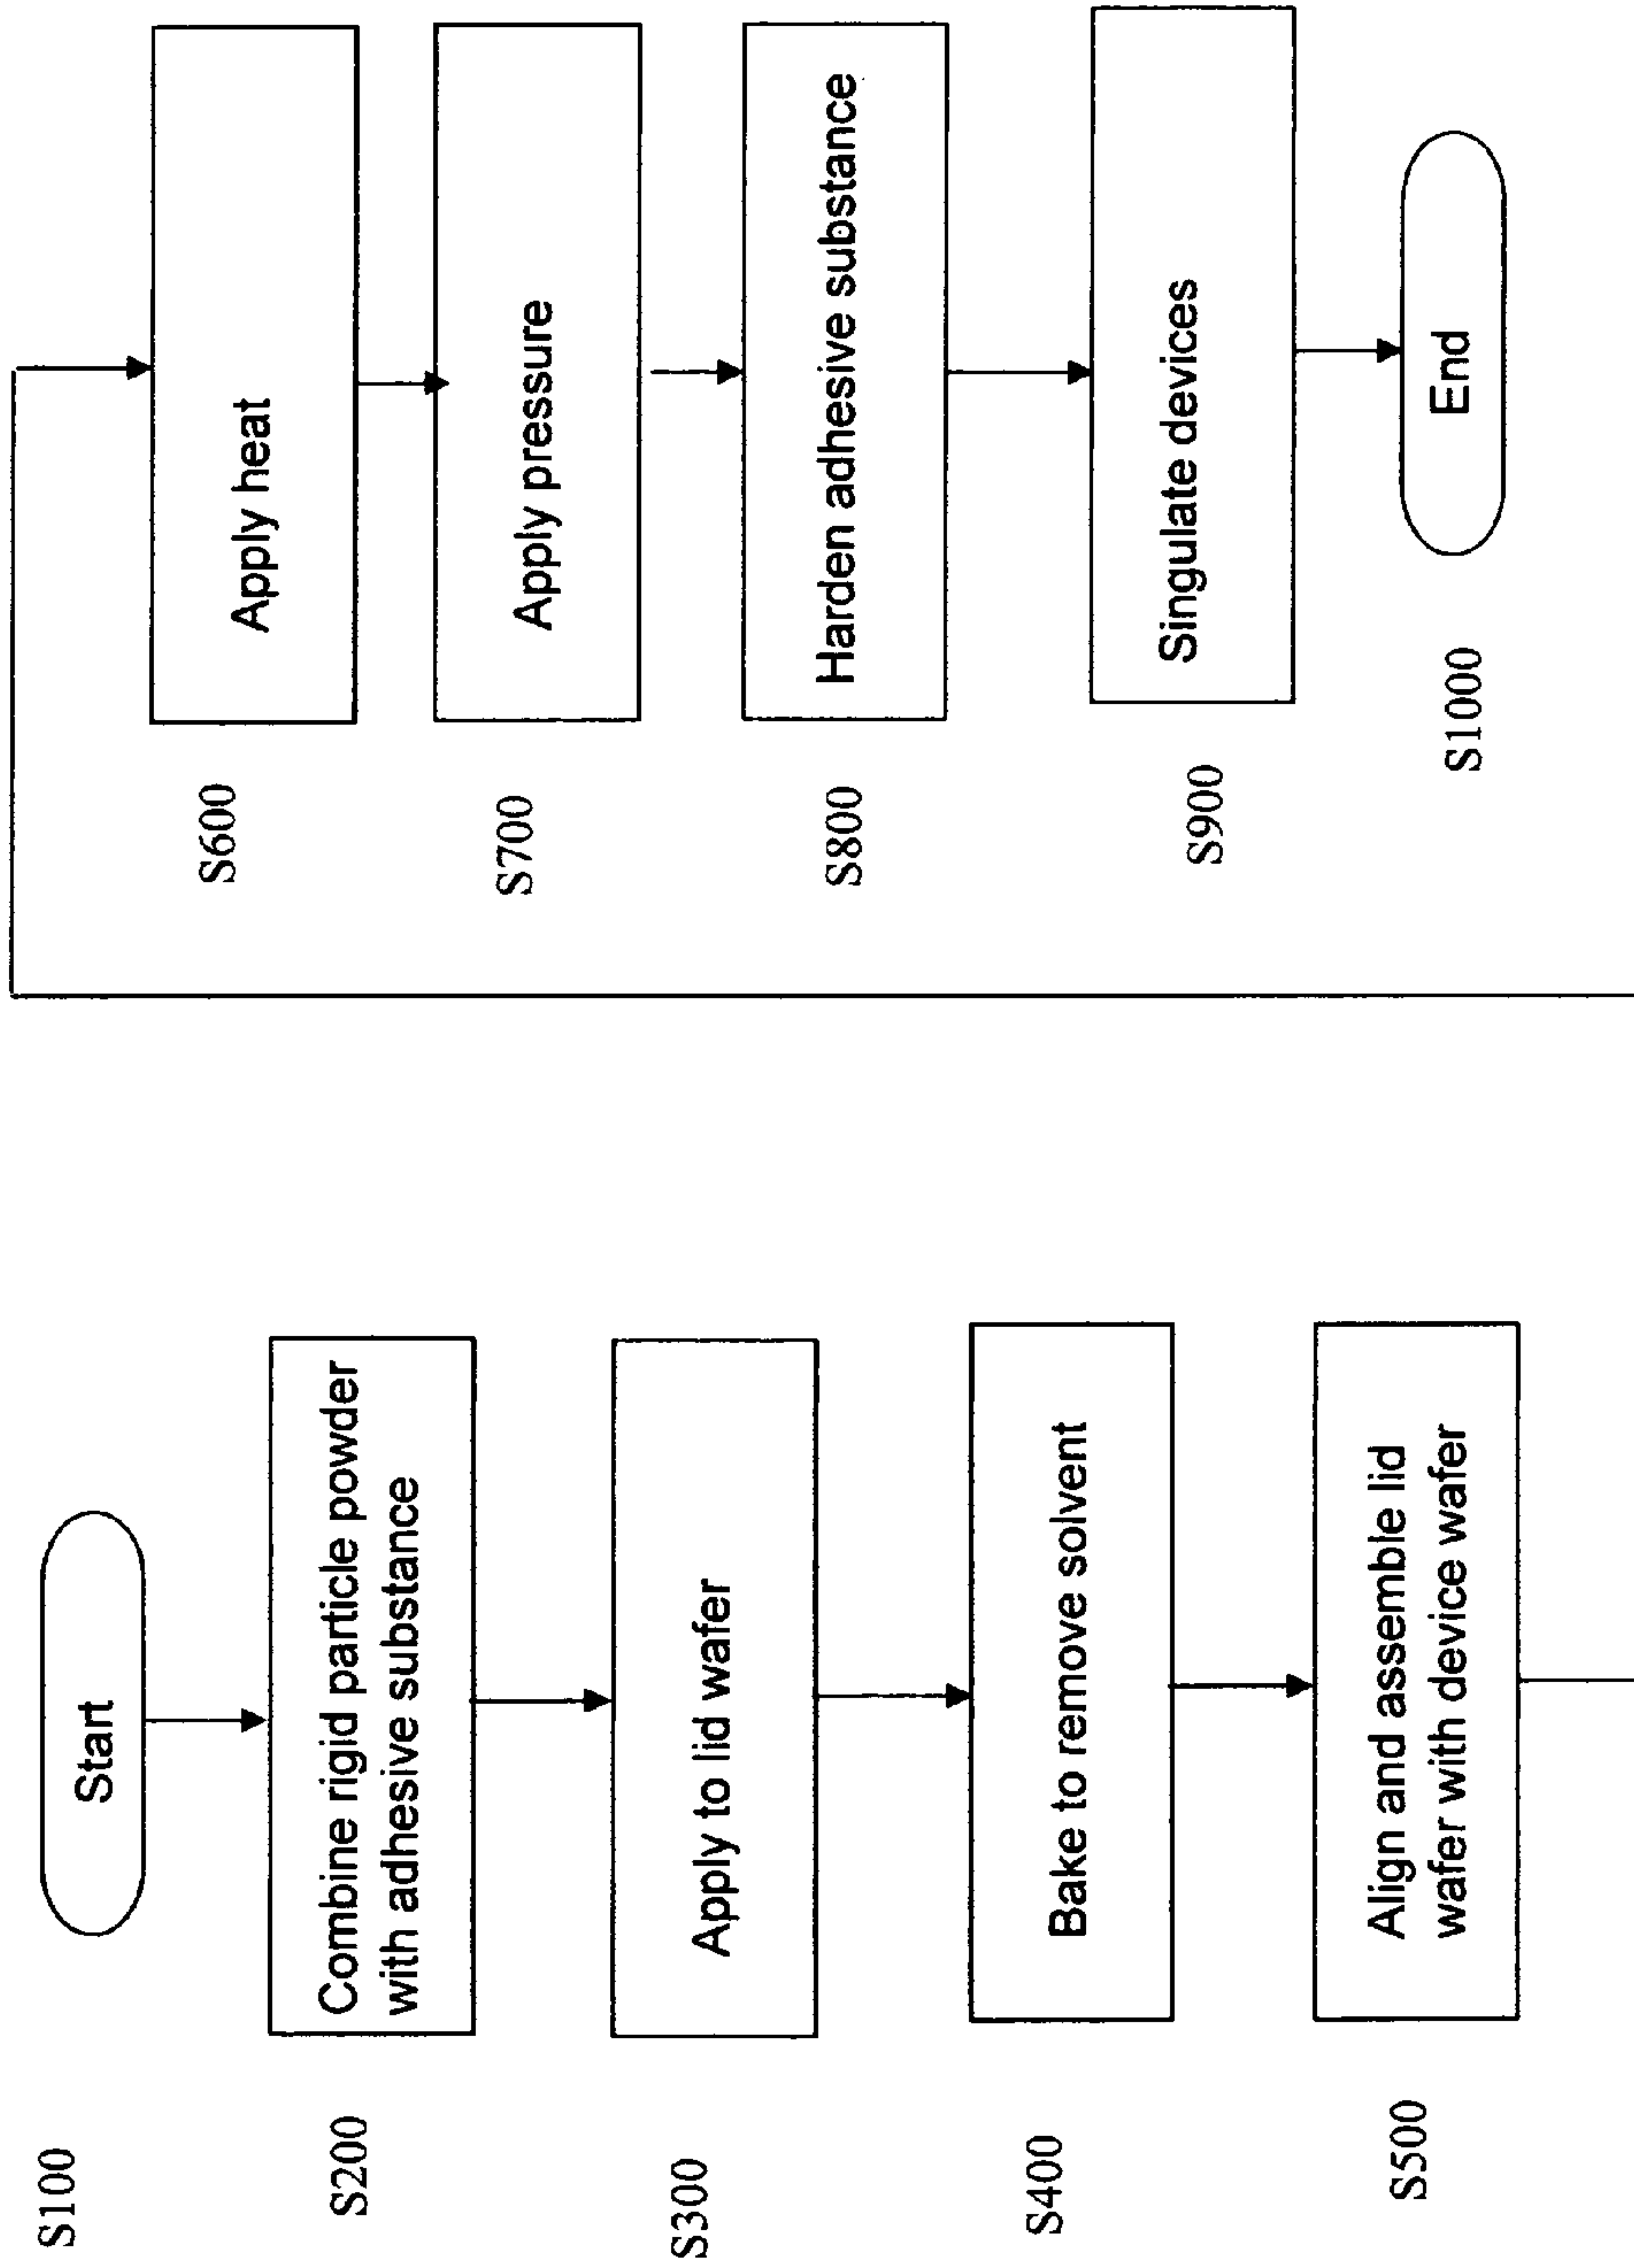 S100
Start
S200
Combine rigid particle powder
with adhesive substance
S300
Apply to lid wafer
S400
Bake to remove solvent
S500
Align and assemble lid
wafer with device wafer
S600
Apply heat
S700
Apply pressure
S800
Harden adhesive substance
S900
Singulate devices
S1000
End